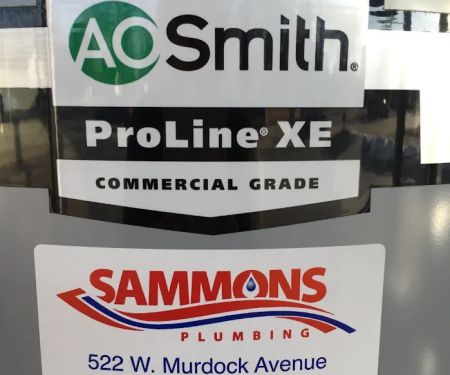 AO Smith®
ProLine® XE
COMMERCIAL GRADE
SAMMONS
PLUMBING
522 W. Murdock Avenue